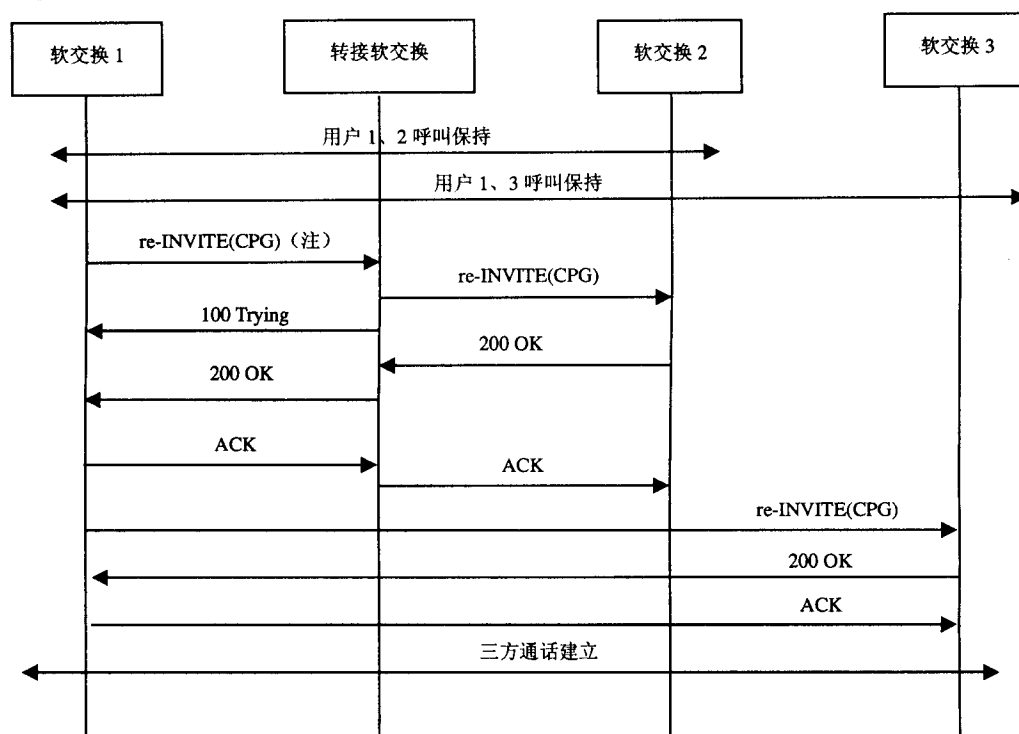 软交换 1
转接软交换
软交换 2
软交换 3
用户 1、2 呼叫保持
用户 1、3 呼叫保持
re-INVITE(CPG)（注）
re-INVITE(CPG)
100 Trying
200 OK
200 OK
ACK
ACK
re-INVITE(CPG)
200 OK
ACK
三方通话建立